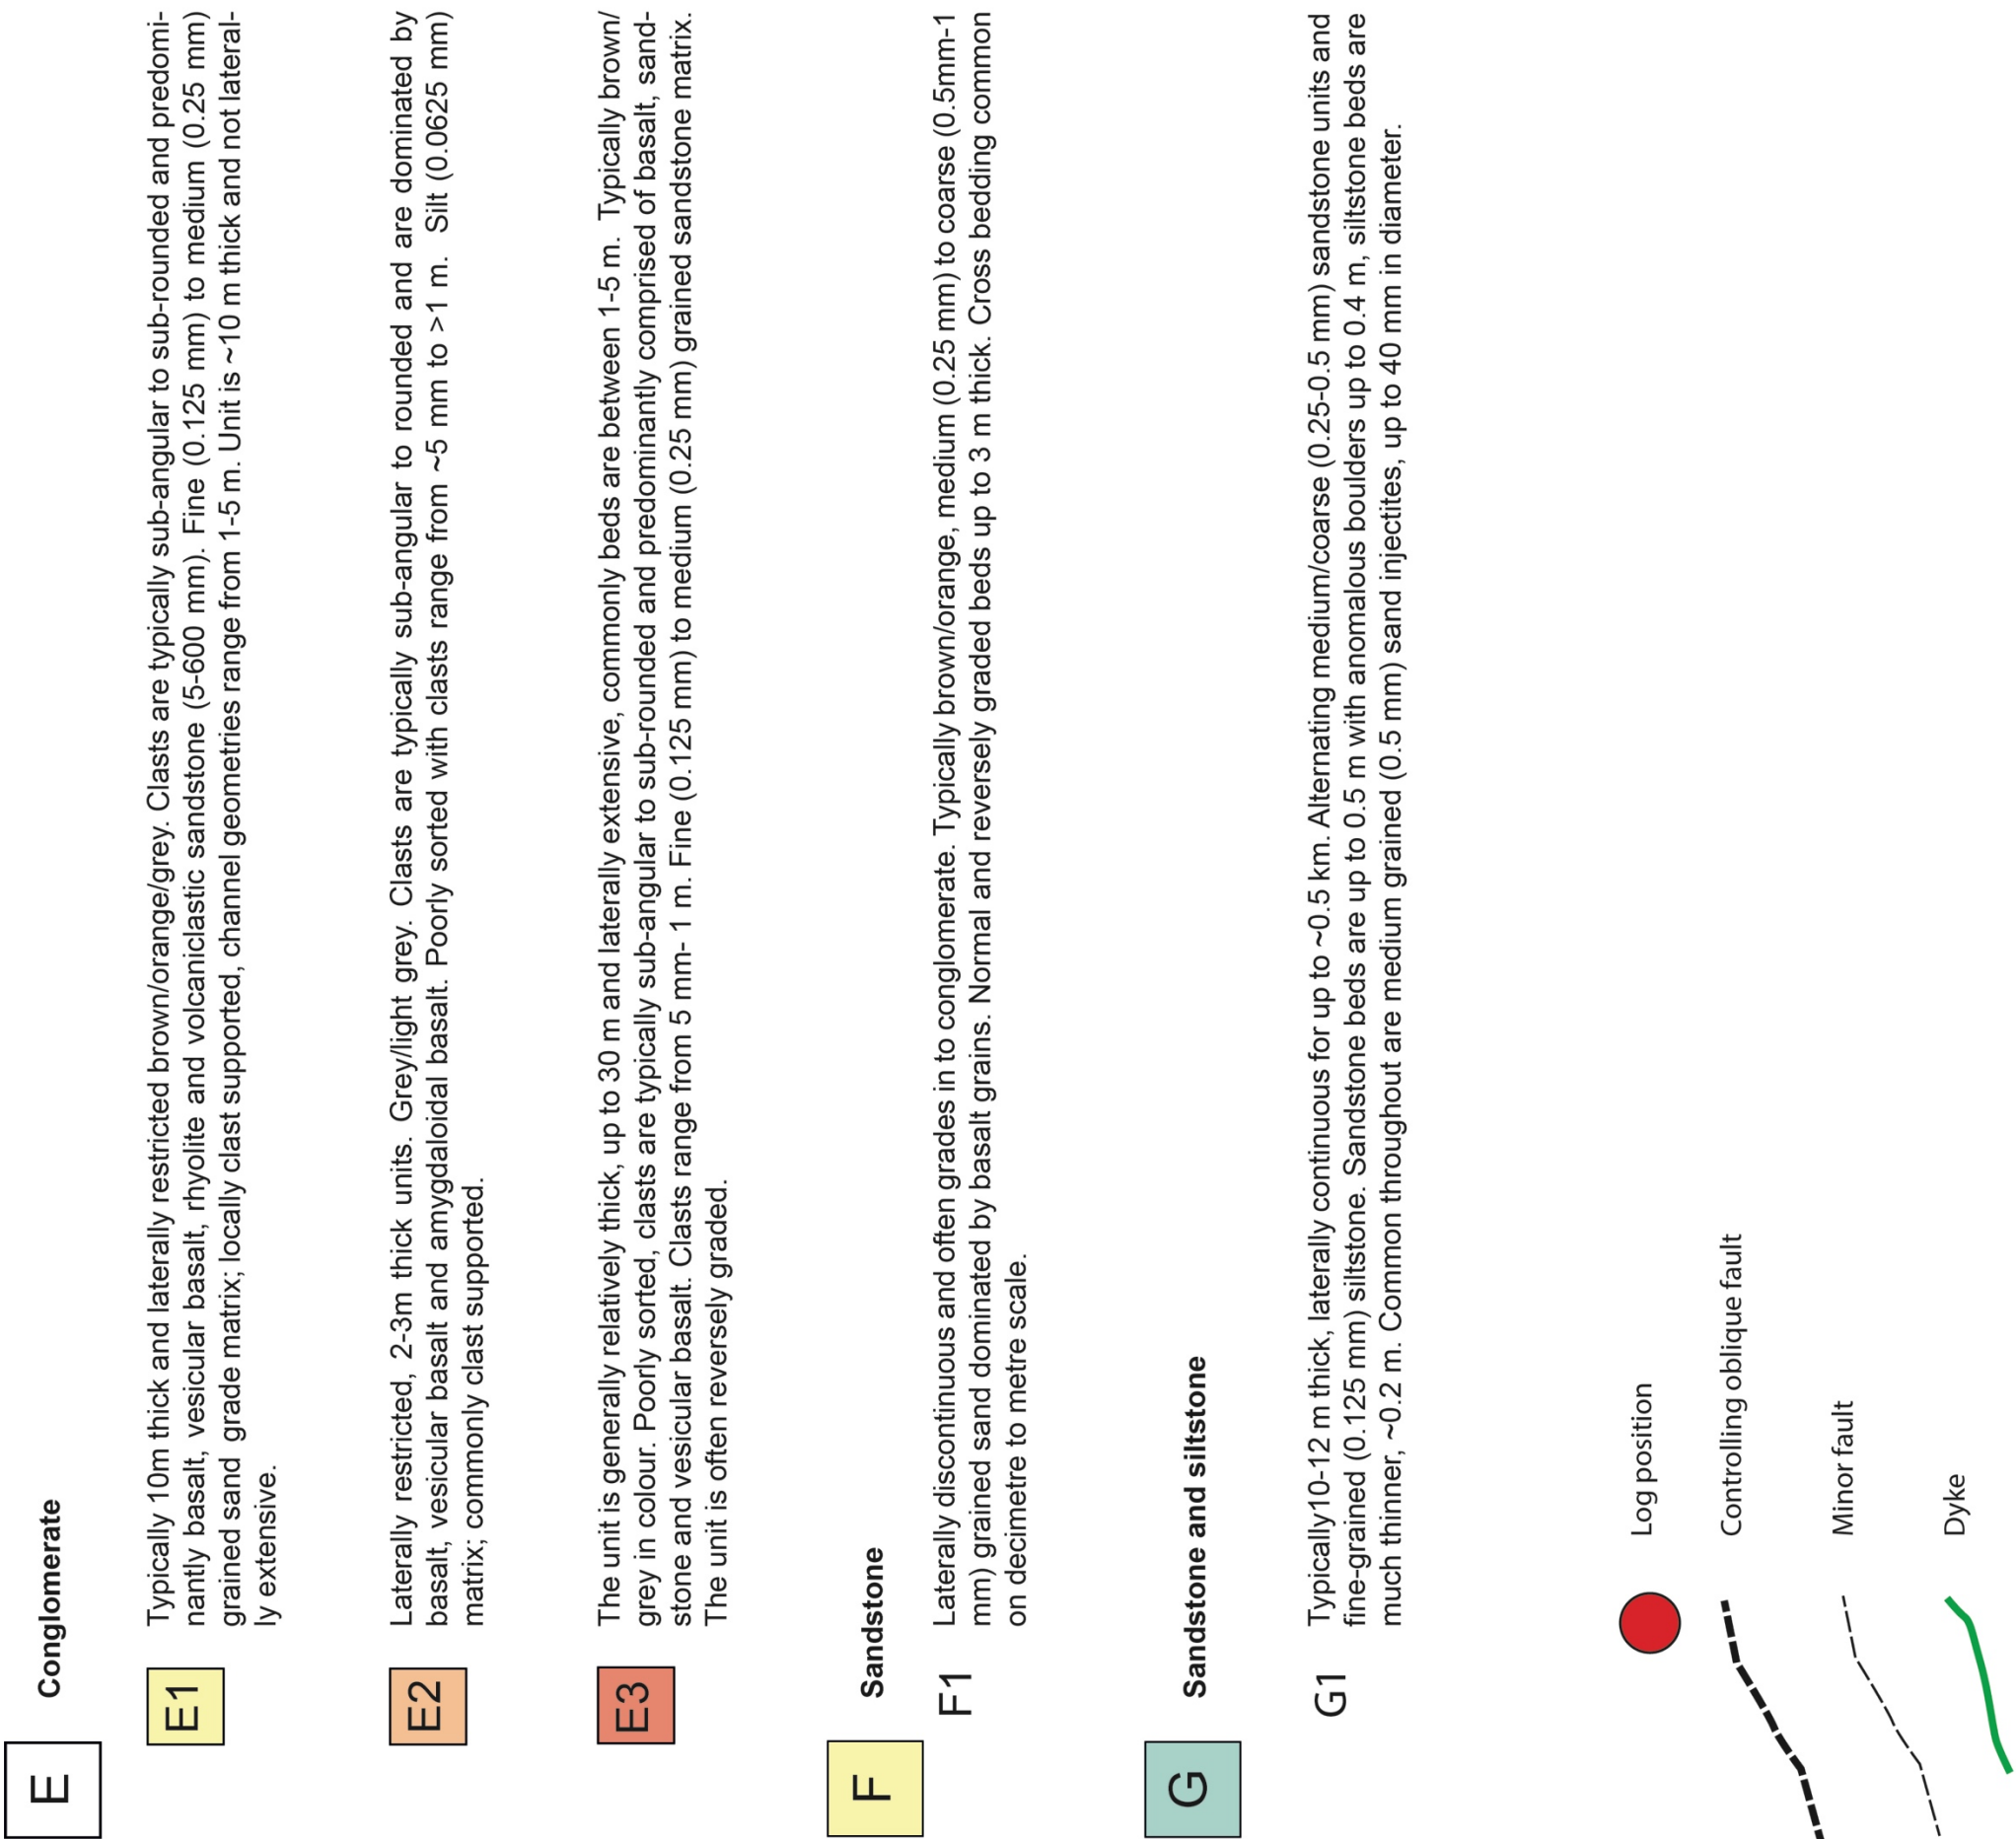 E
Conglomerate
E1
Typically 10m thick and laterally restricted brown/orange/grey. Clasts are typically sub-angular to sub-rounded and predomi-
nantly basalt, vesicular basalt, rhyolite and volcaniclastic sandstone (5-600 mm). Fine (0.125 mm) to medium (0.25 mm)
grained sand grade matrix; locally clast supported, channel geometries range from 1-5 m. Unit is ~10 m thick and not lateral-
ly extensive.
E2
Laterally restricted, 2-3m thick units. Grey/light grey. Clasts are typically sub-angular to rounded and are dominated by
basalt, vesicular basalt and amygdaloidal basalt. Poorly sorted with clasts range from ~5 mm to >1 m. Silt (0.0625 mm)
matrix; commonly clast supported.
E3
The unit is generally relatively thick, up to 30 m and laterally extensive, commonly beds are between 1-5 m. Typically brown/
grey in colour. Poorly sorted, clasts are typically sub-angular to sub-rounded and predominantly comprised of basalt, sand-
stone and vesicular basalt. Clasts range from 5 mm- 1 m. Fine (0.125 mm) to medium (0.25 mm) grained sandstone matrix.
The unit is often reversely graded.
F
Sandstone
F1
Laterally discontinuous and often grades in to conglomerate. Typically brown/orange, medium (0.25 mm) to coarse (0.5mm-1
mm) grained sand dominated by basalt grains. Normal and reversely graded beds up to 3 m thick. Cross bedding common
on decimetre to metre scale.
G
Sandstone and siltstone
G1
Typically10-12 m thick, laterally continuous for up to ~0.5 km. Alternating medium/coarse (0.25-0.5 mm) sandstone units and
fine-grained (0.125 mm) siltstone. Sandstone beds are up to 0.5 m with anomalous boulders up to 0.4 m, siltstone beds are
much thinner, ~0.2 m. Common throughout are medium grained (0.5 mm) sand injectites, up to 40 mm in diameter.
Log position
Controlling oblique fault
Minor fault
Dyke